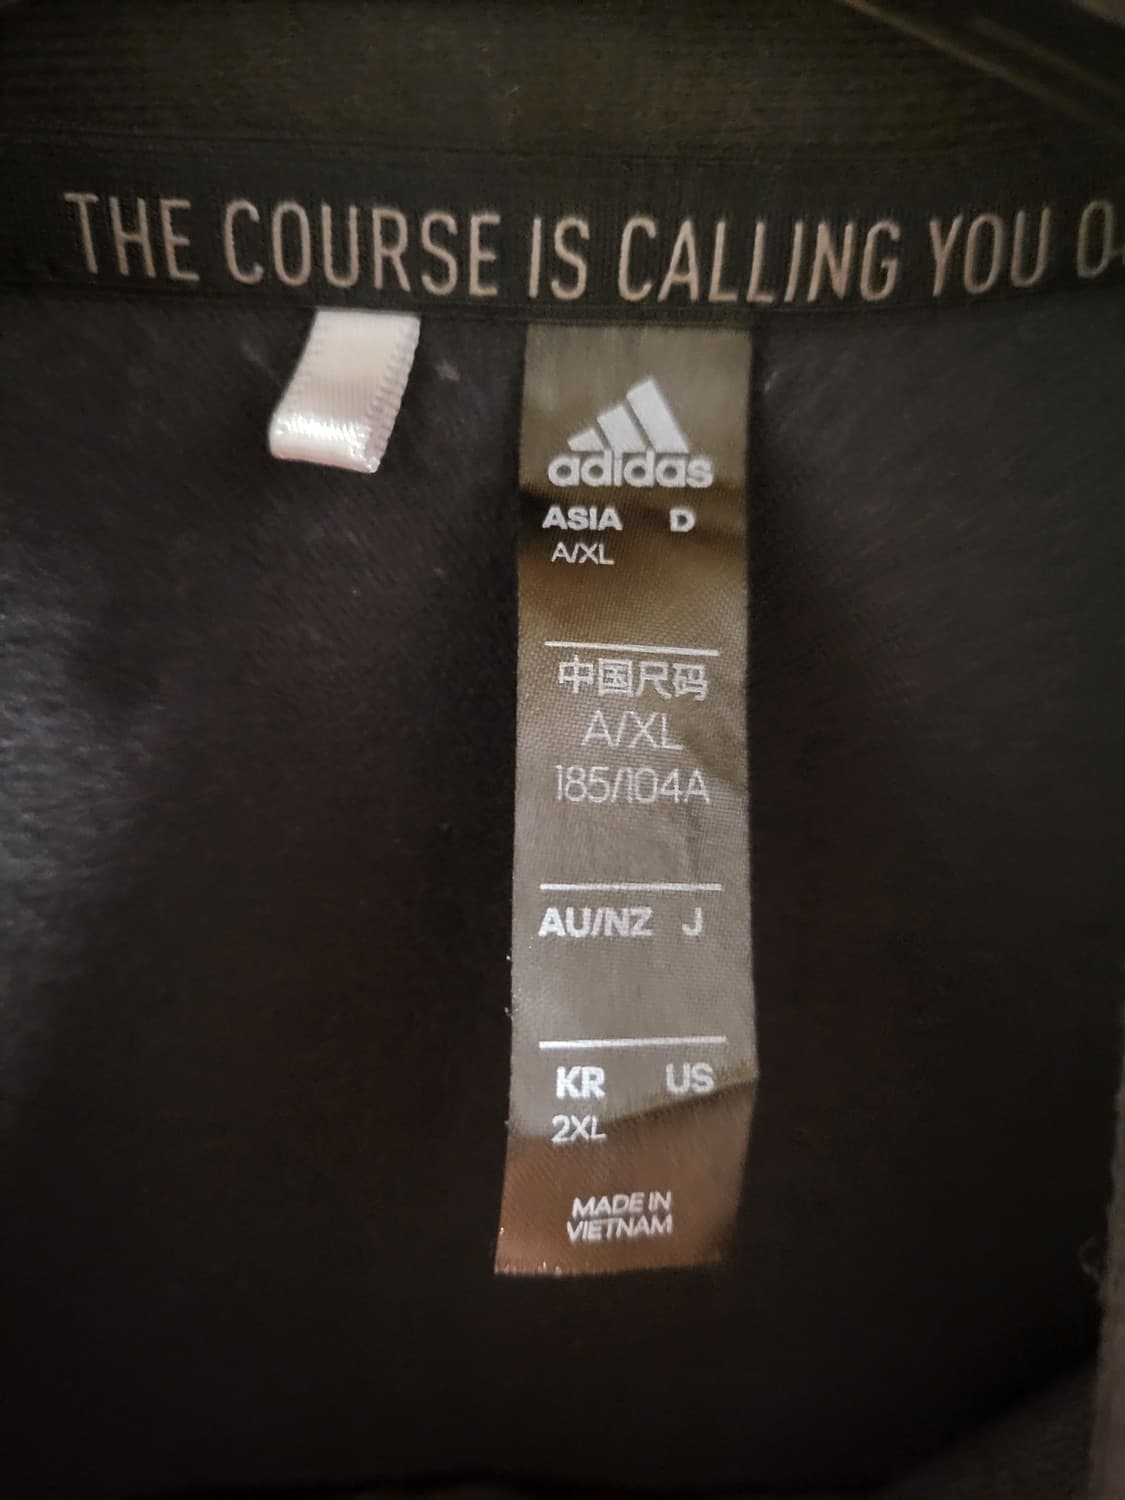 THE COURSE IS CALLING YOU
adidas
ASIA D
A/XL
中国尺码
A/XL
185/104A
AU/NZ J
KR US
2XL
MADE IN
VIETNAM